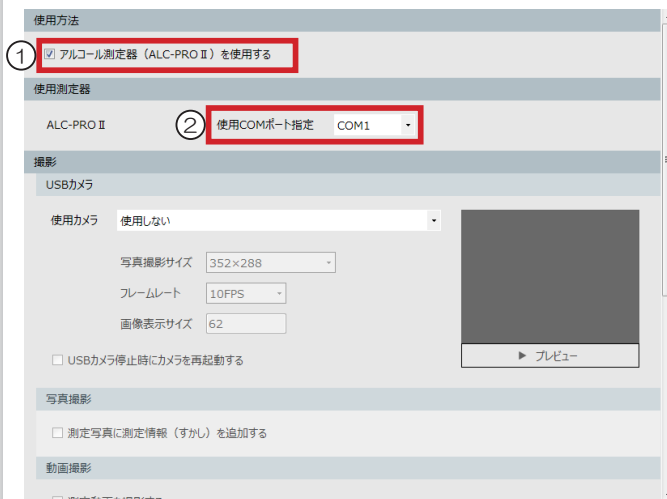 使用方法
① アルコール測定器（ALC-PROⅡ）を使用する
使用測定器
ALC-PROⅡ ② 使用COMポート指定 COM1
撮影
USBカメラ
使用カメラ 使用しない
写真撮影サイズ 352×288
フレームレート 10FPS
画像表示サイズ 62
USBカメラ停止時にカメラを再起動する
▶ プレビュー
写真撮影
測定写真に測定情報（すかし）を追加する
動画撮影